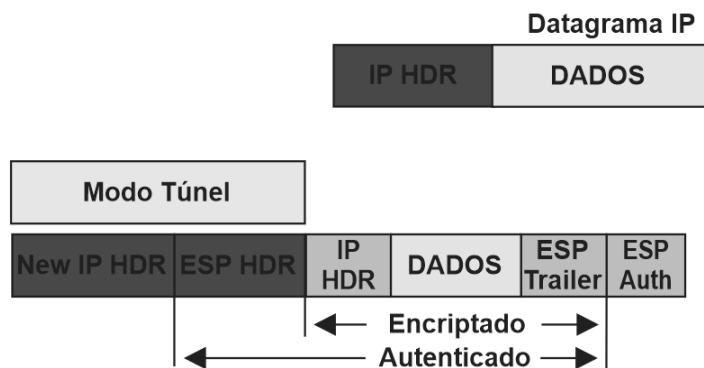 Datagrama IP
IP HDR DADOS
Modo Túnel
New IP HDR ESP HDR IP HDR DADOS ESP Trailer ESP Auth
Encriptado
Autenticado